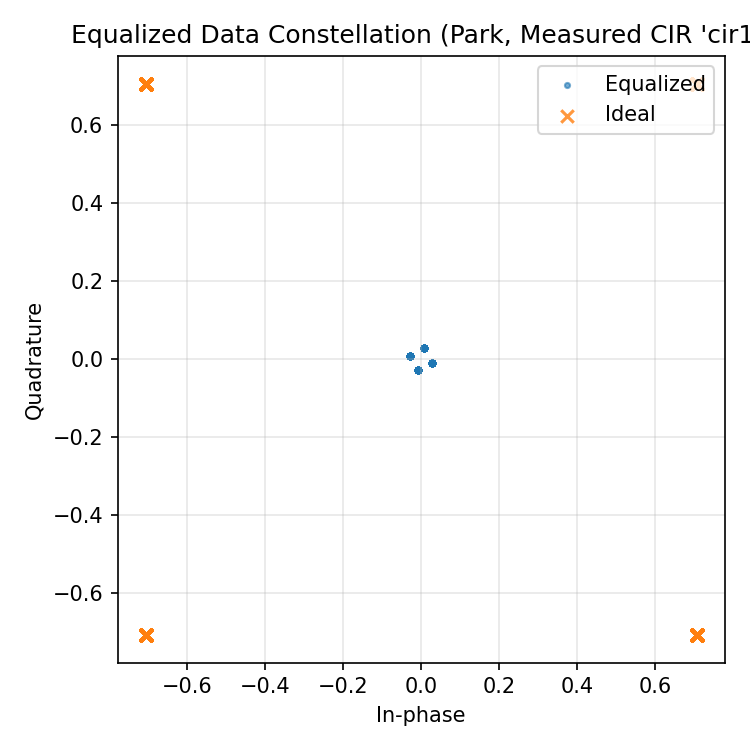 Equalized Data Constellation (Park, Measured CIR 'cir1
Equalized
Ideal
0.6
0.4
0.2
0.0
−0.2
−0.4
−0.6
Quadrature
−0.6 −0.4 −0.2 0.0 0.2 0.4 0.6
In-phase